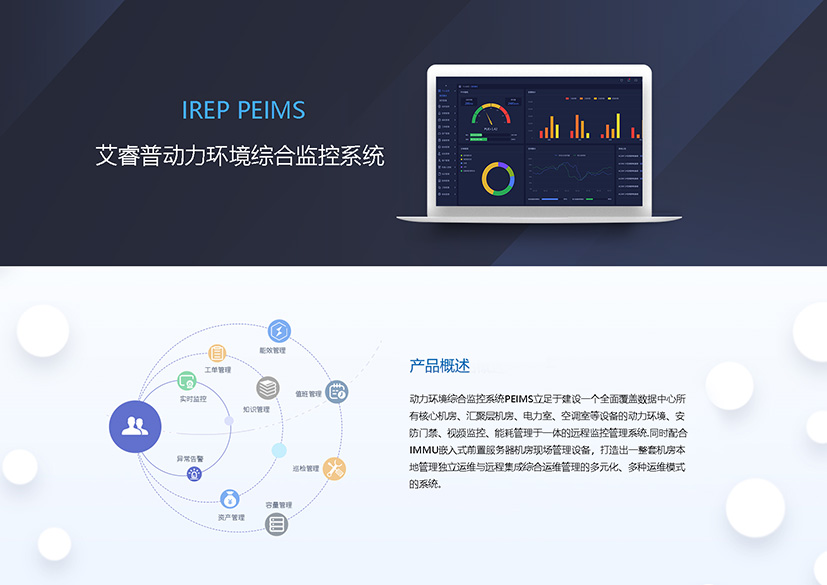 IREP PEIMS
艾睿普动力环境综合监控系统
能效管理
工单管理
实时监控
知识管理
值班管理
异常告警
巡检管理
资产管理
容量管理
产品概述
动力环境综合监控系统PEIMS立足于建设一个全面覆盖数据中心所
有核心机房、汇聚层机房、电力室、空调室等设备的动力环境、安
防门禁、视频监控、能耗管理于一体的远程监控管理系统.同时配合
IMMU嵌入式前置服务器机房现场管理设备，打造出一整套机房本
地管理独立运维与远程集成综合运维管理的多元化、多种运维模式
的系统。